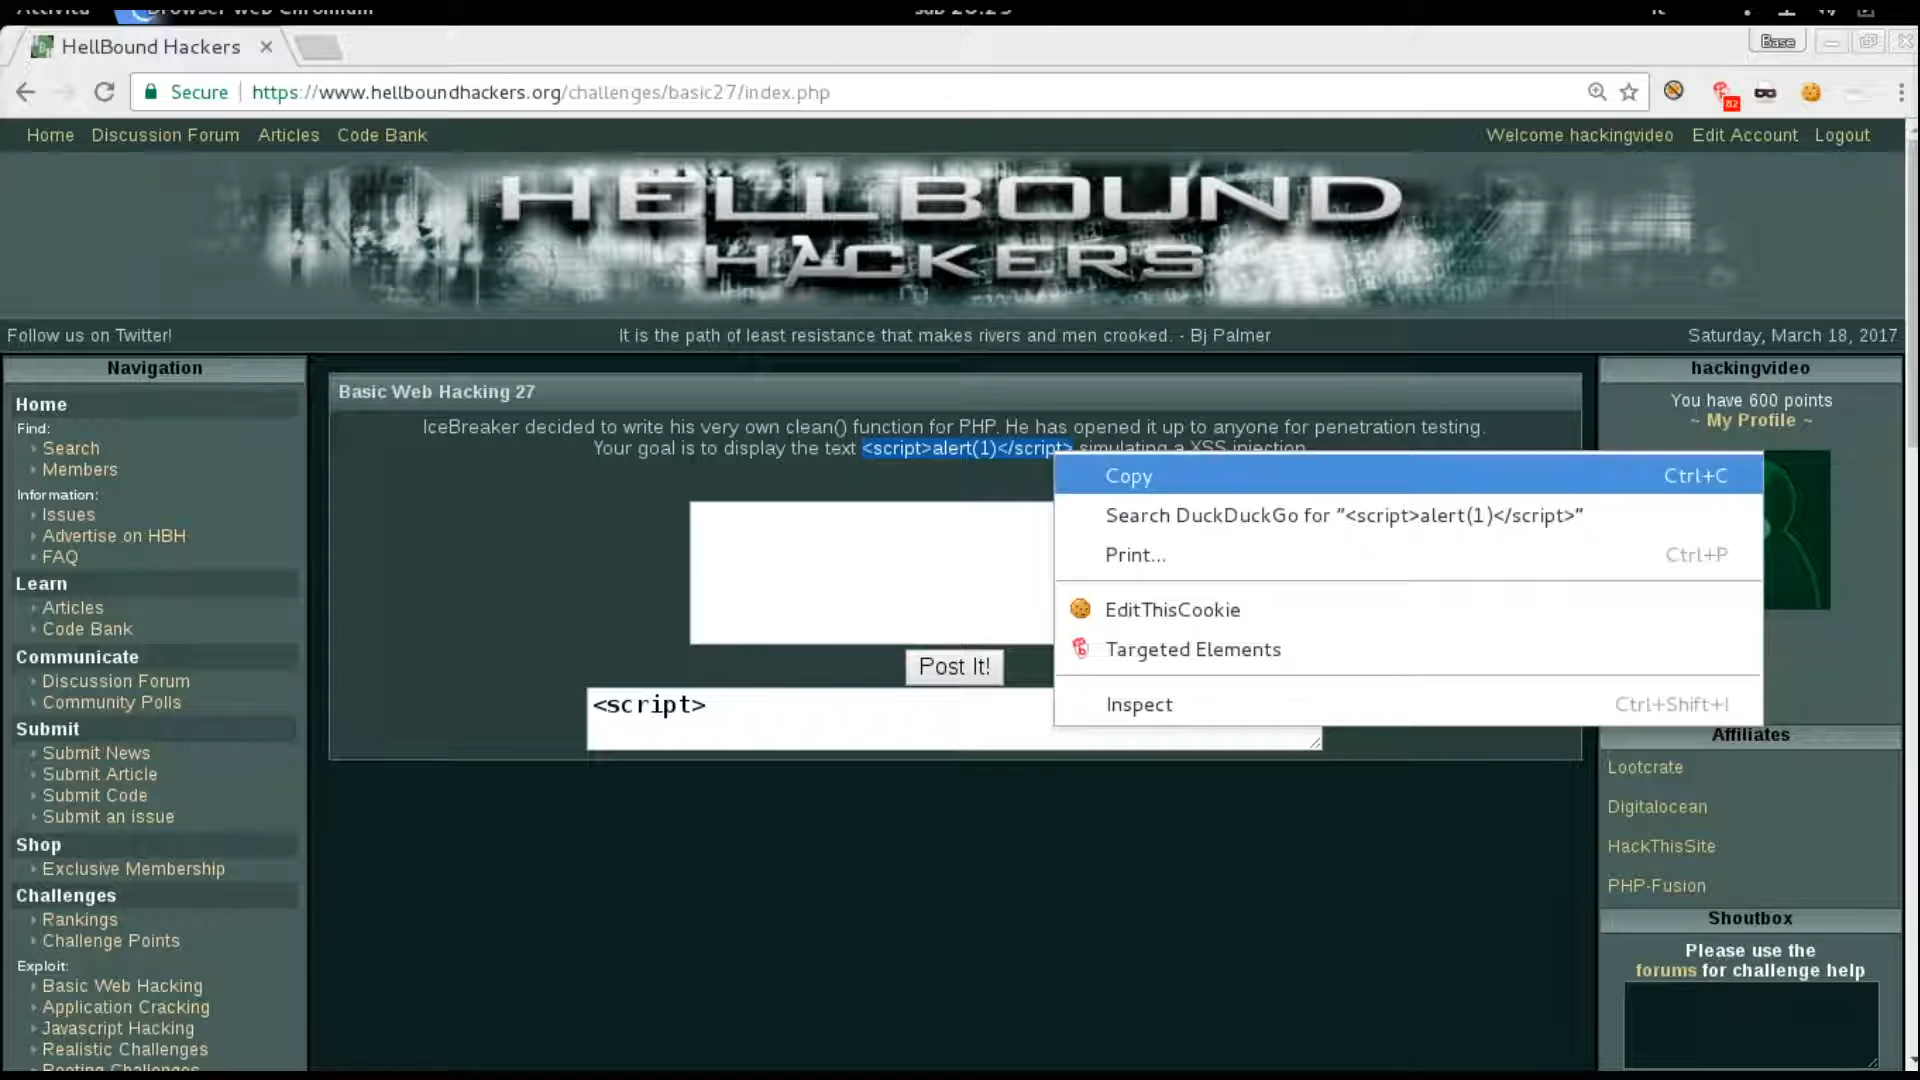 HellBound Hackers
Base
Secure https://www.hellboundhackers.org/challenges/basic27/index.php
82
Home Discussion Forum Articles Code Bank
Welcome hackingvideo Edit Account Logout
HELLBOUND
HACKERS
Follow us on Twitter!
It is the path of least resistance that makes rivers and men crooked. - Bj Palmer
Saturday, March 18, 2017
Navigation
Home
Find:
Search
Members
Information:
Issues
Advertise on HBH
FAQ
Learn
Articles
Code Bank
Communicate
Discussion Forum
Community Polls
Submit
Submit News
Submit Article
Submit Code
Submit an issue
Shop
Exclusive Membership
Challenges
Rankings
Challenge Points
Exploit:
Basic Web Hacking
Application Cracking
Javascript Hacking
Realistic Challenges
Basic Web Hacking 27
IceBreaker decided to write his very own clean() function for PHP. He has opened it up to anyone for penetration testing.
Your goal is to display the text <script>alert(1)</script> simulating a XSS injection
Copy Ctrl+C
Search DuckDuckGo for "<script>alert(1)</script>"
Print... Ctrl+P
EditThisCookie
Targeted Elements
Inspect Ctrl+Shift+I
Post It!
<script>
hackingvideo
You have 600 points
~ My Profile ~
Affiliates
Lootcrate
Digitalocean
HackThisSite
PHP-Fusion
Shoutbox
Please use the
forums for challenge help